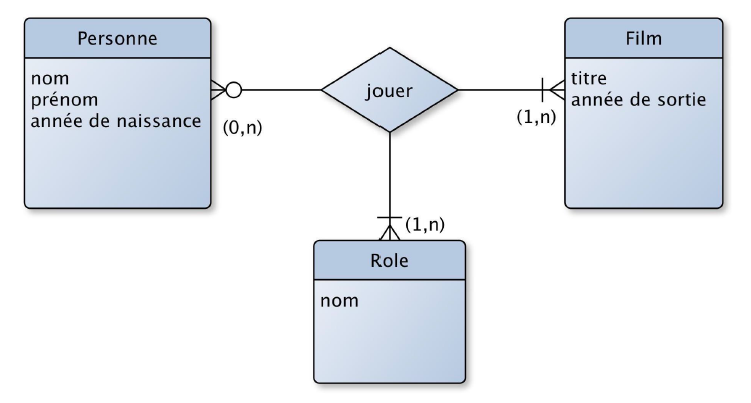 Personne
nom
prénom
année de naissance
(0,n)
jouer
(1,n)
Film
titre
année de sortie
(1,n)
Role
nom